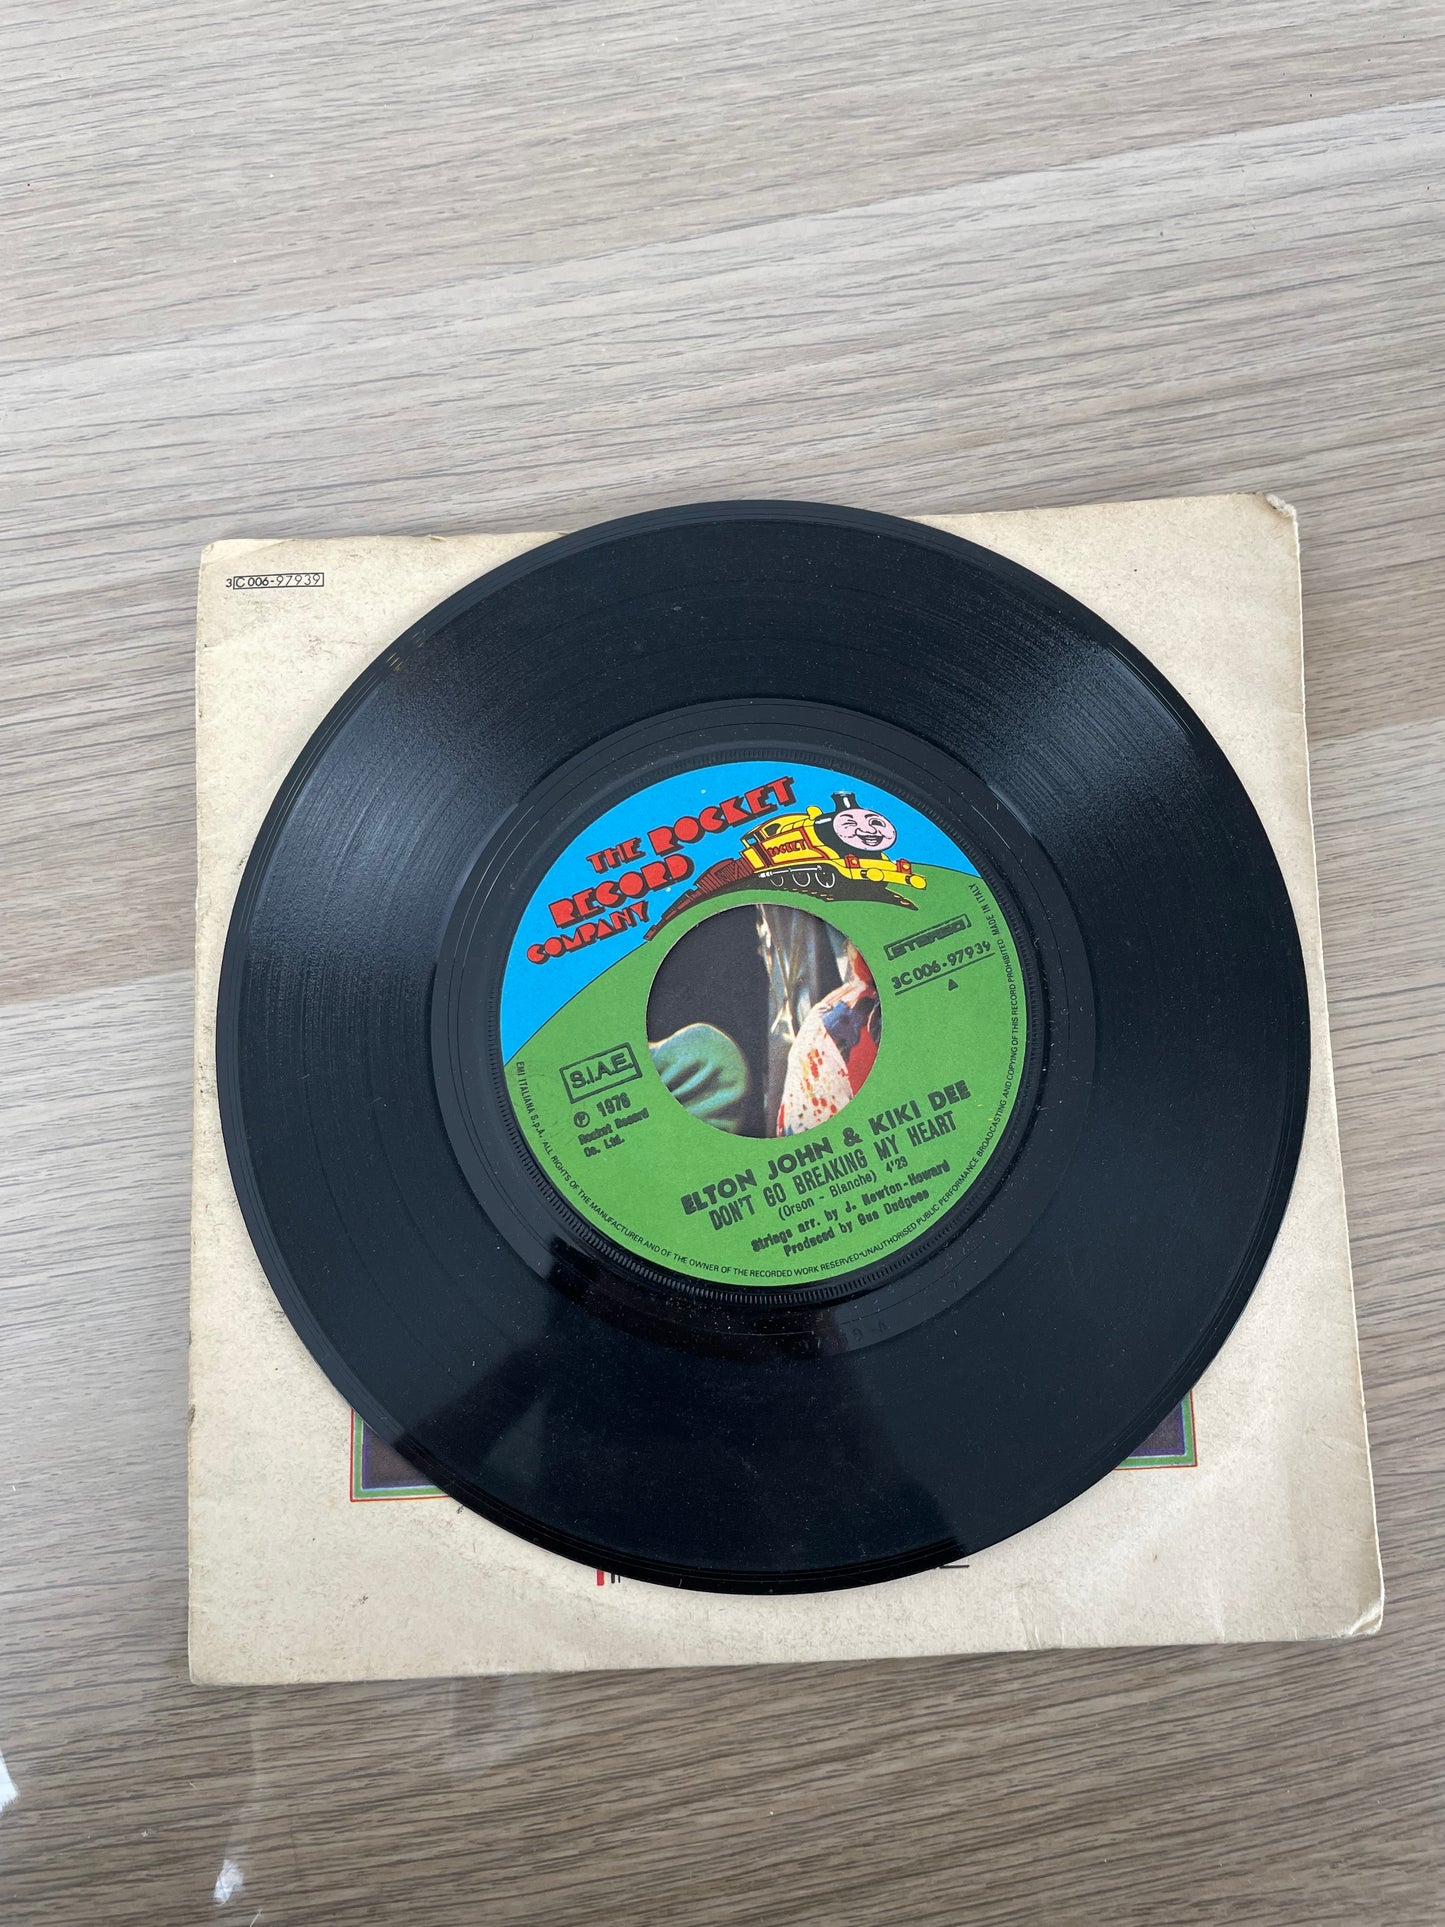 3C 006-97939
THE ROCKET
RECORD
COMPANY
ROCKET
STEREO
3C 006-97939
S.I.A.E.
℗ 1976
Rocket Record
Co. Ltd.
ELTON JOHN & KIKI DEE
DON'T GO BREAKING MY HEART
(Orson - Blanche) 4'29
Strings arr. by J. Newton-Howard
Produced by Gus Dudgeos
EMI ITALIANA S.p.A. ALL RIGHTS OF THE MANUFACTURER AND OF THE OWNER OF THE RECORDED WORK RESERVED-UNAUTHORISED PUBLIC PERFORMANCE BROADCASTING AND COPYING OF THIS RECORD PROHIBITED MADE IN ITALY